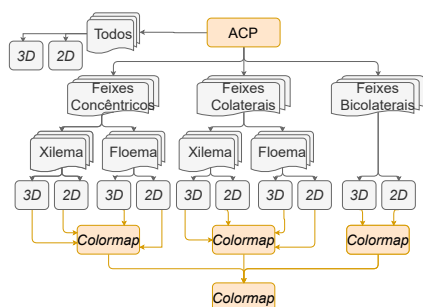 Todos
ACP
3D
2D
Feixes
Concêntricos
Feixes
Colaterais
Feixes
Bicolaterais
Xilema
Floema
Xilema
Floema
3D
2D
3D
2D
3D
2D
3D
2D
3D
2D
Colormap
Colormap
Colormap
Colormap